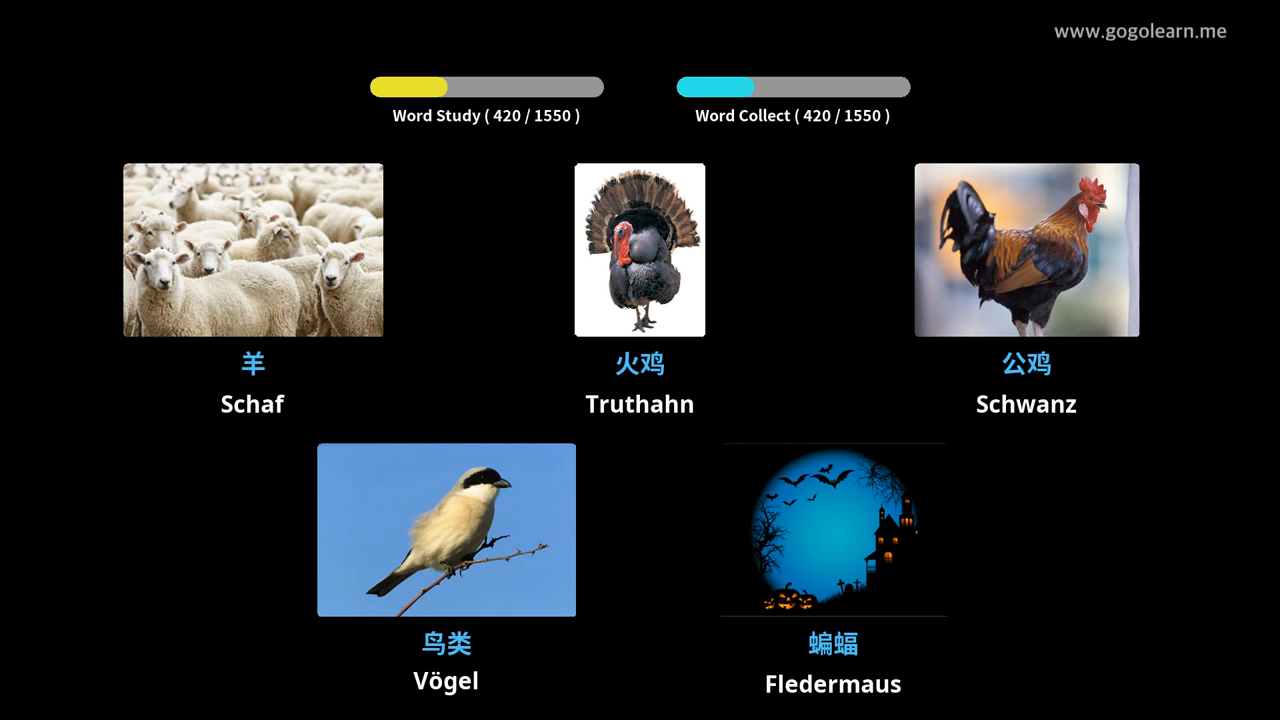 www.gogolearn.me
Word Study ( 420 / 1550 )
Word Collect ( 420 / 1550 )
羊
火鸡
公鸡
Schaf
Truthahn
Schwanz
鸟类
蝙蝠
Vögel
Fledermaus